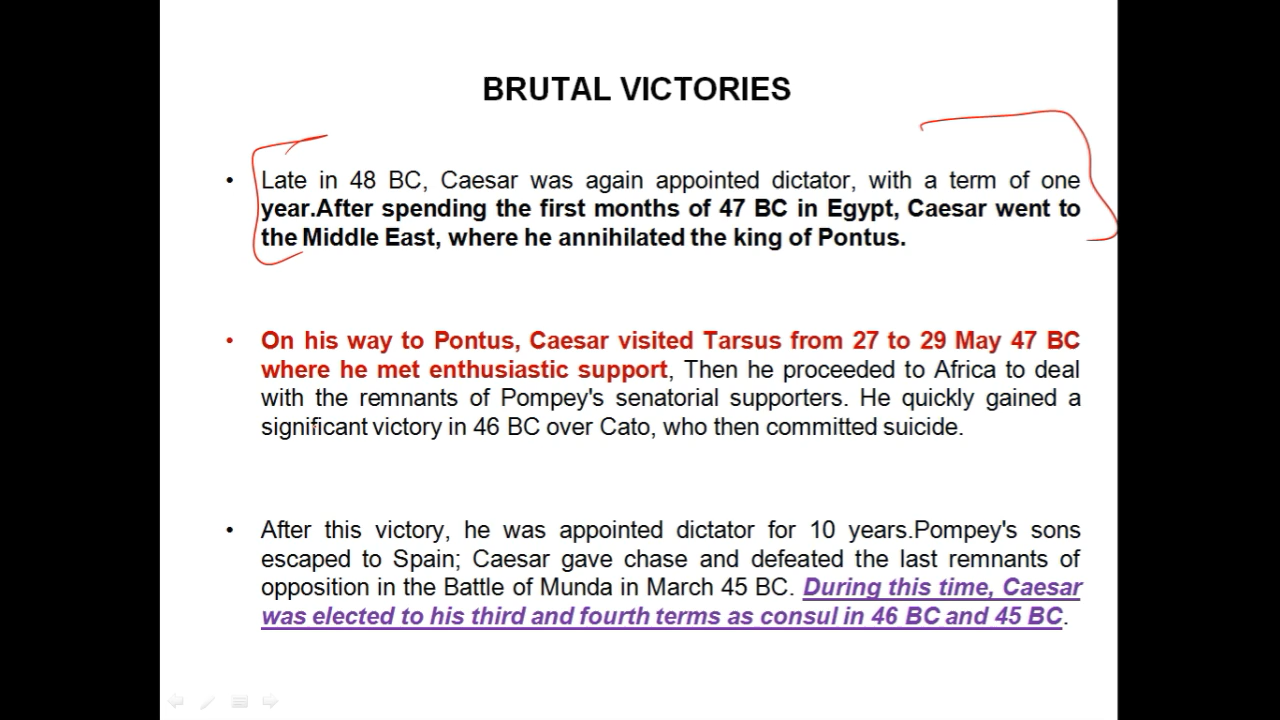 BRUTAL VICTORIES
• Late in 48 BC, Caesar was again appointed dictator, with a term of one
year.After spending the first months of 47 BC in Egypt, Caesar went to
the Middle East, where he annihilated the king of Pontus.
• On his way to Pontus, Caesar visited Tarsus from 27 to 29 May 47 BC
where he met enthusiastic support, Then he proceeded to Africa to deal
with the remnants of Pompey's senatorial supporters. He quickly gained a
significant victory in 46 BC over Cato, who then committed suicide.
• After this victory, he was appointed dictator for 10 years.Pompey's sons
escaped to Spain; Caesar gave chase and defeated the last remnants of
opposition in the Battle of Munda in March 45 BC. During this time, Caesar
was elected to his third and fourth terms as consul in 46 BC and 45 BC.